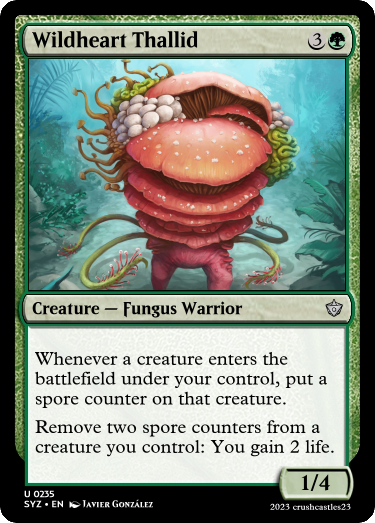 Wildheart Thallid 3
Creature — Fungus Warrior
Whenever a creature enters the
battlefield under your control, put a
spore counter on that creature.
Remove two spore counters from a
creature you control: You gain 2 life.
1/4
U 0235
SYZ • EN Javier González
2023 crushcastles23